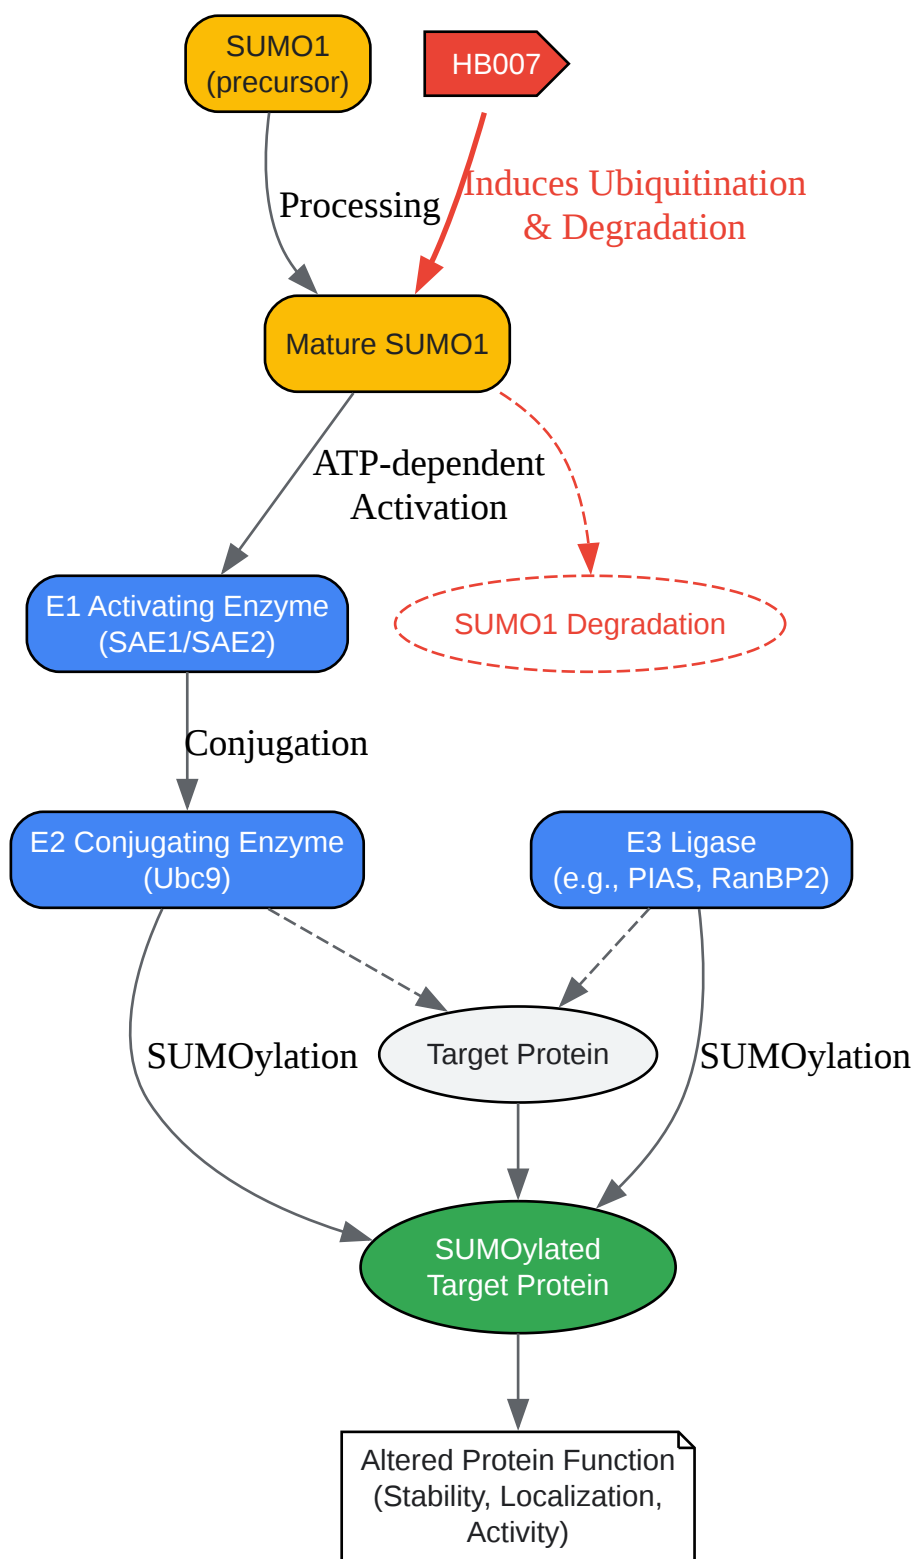 SUMO1
(precursor)
HB007
Processing
Induces Ubiquitination
& Degradation
Mature SUMO1
ATP-dependent
Activation
E1 Activating Enzyme
(SAE1/SAE2)
SUMO1 Degradation
Conjugation
E2 Conjugating Enzyme
(Ubc9)
E3 Ligase
(e.g., PIAS, RanBP2)
SUMOylation
Target Protein
SUMOylation
SUMOylated
Target Protein
Altered Protein Function
(Stability, Localization,
Activity)